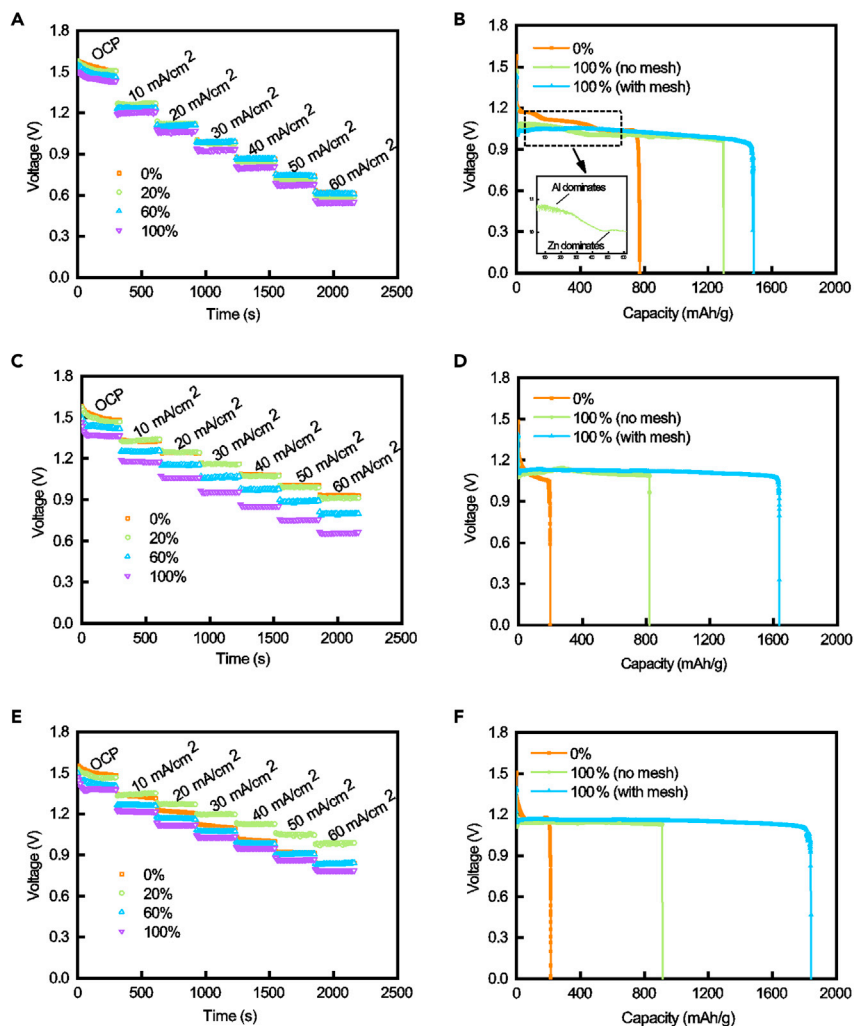 A
1.8
1.5
1.2
0.9
0.6
0.3
0.0
Voltage (V)
OCP
10 mA/cm2
20 mA/cm2
30 mA/cm2
40 mA/cm2
50 mA/cm2
60 mA/cm2
0%
20%
60%
100%
0 500 1000 1500 2000 2500
Time (s)
B
1.8
1.5
1.2
0.9
0.6
0.3
0.0
Voltage (V)
0%
100% (no mesh)
100% (with mesh)
Al dominates
Zn dominates
0 400 800 1200 1600 2000
Capacity (mAh/g)
C
1.8
1.5
1.2
0.9
0.6
0.3
0.0
Voltage (V)
OCP
10 mA/cm2
20 mA/cm2
30 mA/cm2
40 mA/cm2
50 mA/cm2
60 mA/cm2
0%
20%
60%
100%
0 500 1000 1500 2000 2500
Time (s)
D
1.8
1.5
1.2
0.9
0.6
0.3
0.0
Voltage (V)
0%
100% (no mesh)
100% (with mesh)
0 400 800 1200 1600 2000
Capacity (mAh/g)
E
1.8
1.5
1.2
0.9
0.6
0.3
0.0
Voltage (V)
OCP
10 mA/cm2
20 mA/cm2
30 mA/cm2
40 mA/cm2
50 mA/cm2
60 mA/cm2
0%
20%
60%
100%
0 500 1000 1500 2000 2500
Time (s)
F
1.8
1.5
1.2
0.9
0.6
0.3
0.0
Voltage (V)
0%
100% (no mesh)
100% (with mesh)
0 400 800 1200 1600 2000
Capacity (mAh/g)